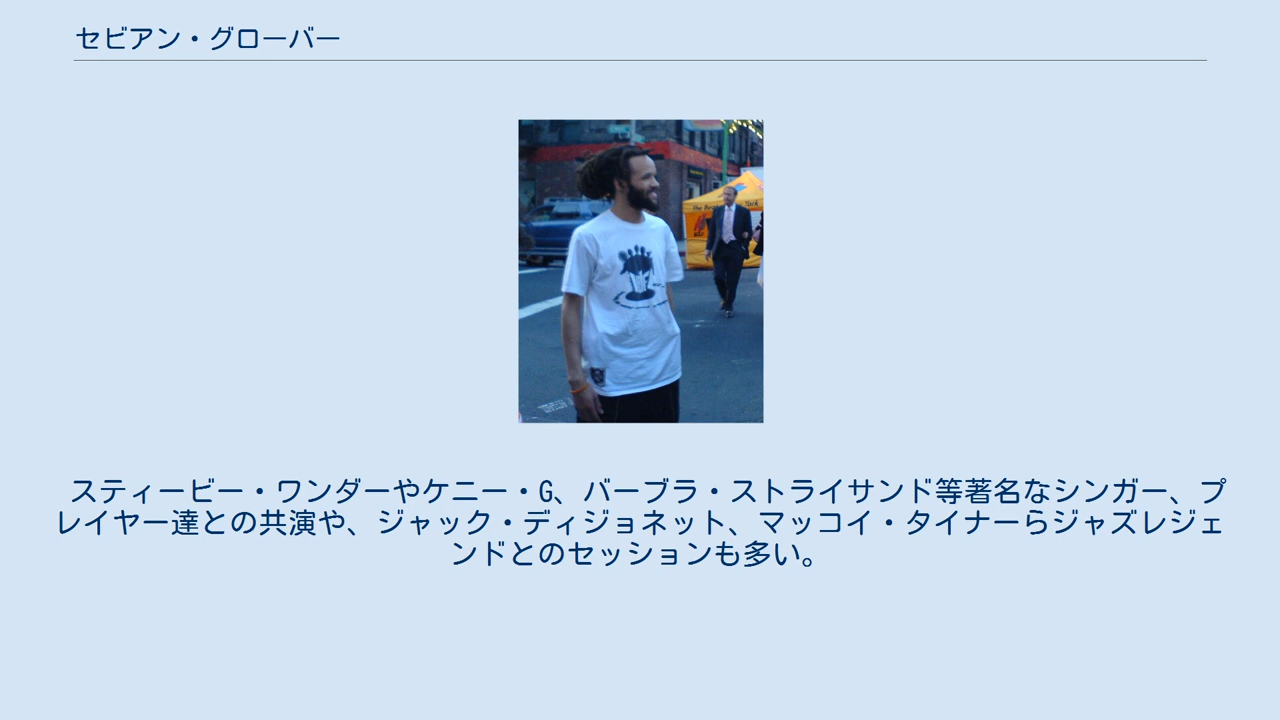 セビアン・グローバー
スティービー・ワンダーやケニー・G、バーブラ・ストライサンド等著名なシンガー、プ
レイヤー達との共演や、ジャック・ディジョネット、マッコイ・タイナーらジャズレジェ
ンドとのセッションも多い。